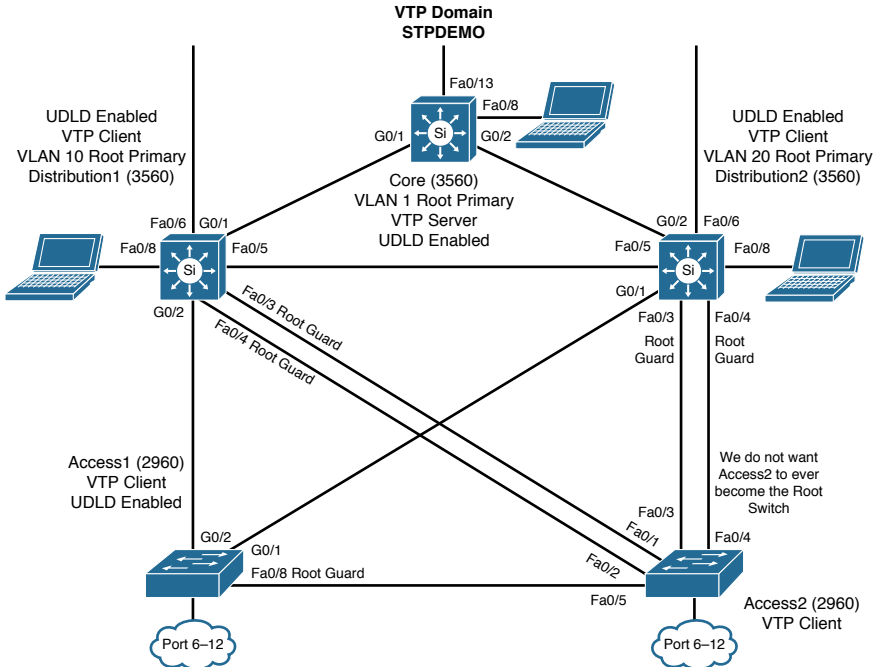 VTP Domain
STPDEMO
Fa0/13
Fa0/8
UDLD Enabled
VTP Client
VLAN 10 Root Primary
Distribution1 (3560)
G0/1
Si
G0/2
UDLD Enabled
VTP Client
VLAN 20 Root Primary
Distribution2 (3560)
Core (3560)
VLAN 1 Root Primary
VTP Server
UDLD Enabled
Fa0/6
G0/1
Fa0/8
Si
Fa0/5
G0/2
G0/2
Fa0/6
Fa0/5
Si
Fa0/8
G0/1
Fa0/3 Root Guard
Fa0/4 Root Guard
Fa0/3
Root
Guard
Fa0/4
Root
Guard
Access1 (2960)
VTP Client
UDLD Enabled
We do not want
Access2 to ever
become the Root
Switch
G0/2
G0/1
Fa0/8 Root Guard
Fa0/3
Fa0/1
Fa0/4
Fa0/2
Fa0/5
Access2 (2960)
VTP Client
Port 6–12
Port 6–12